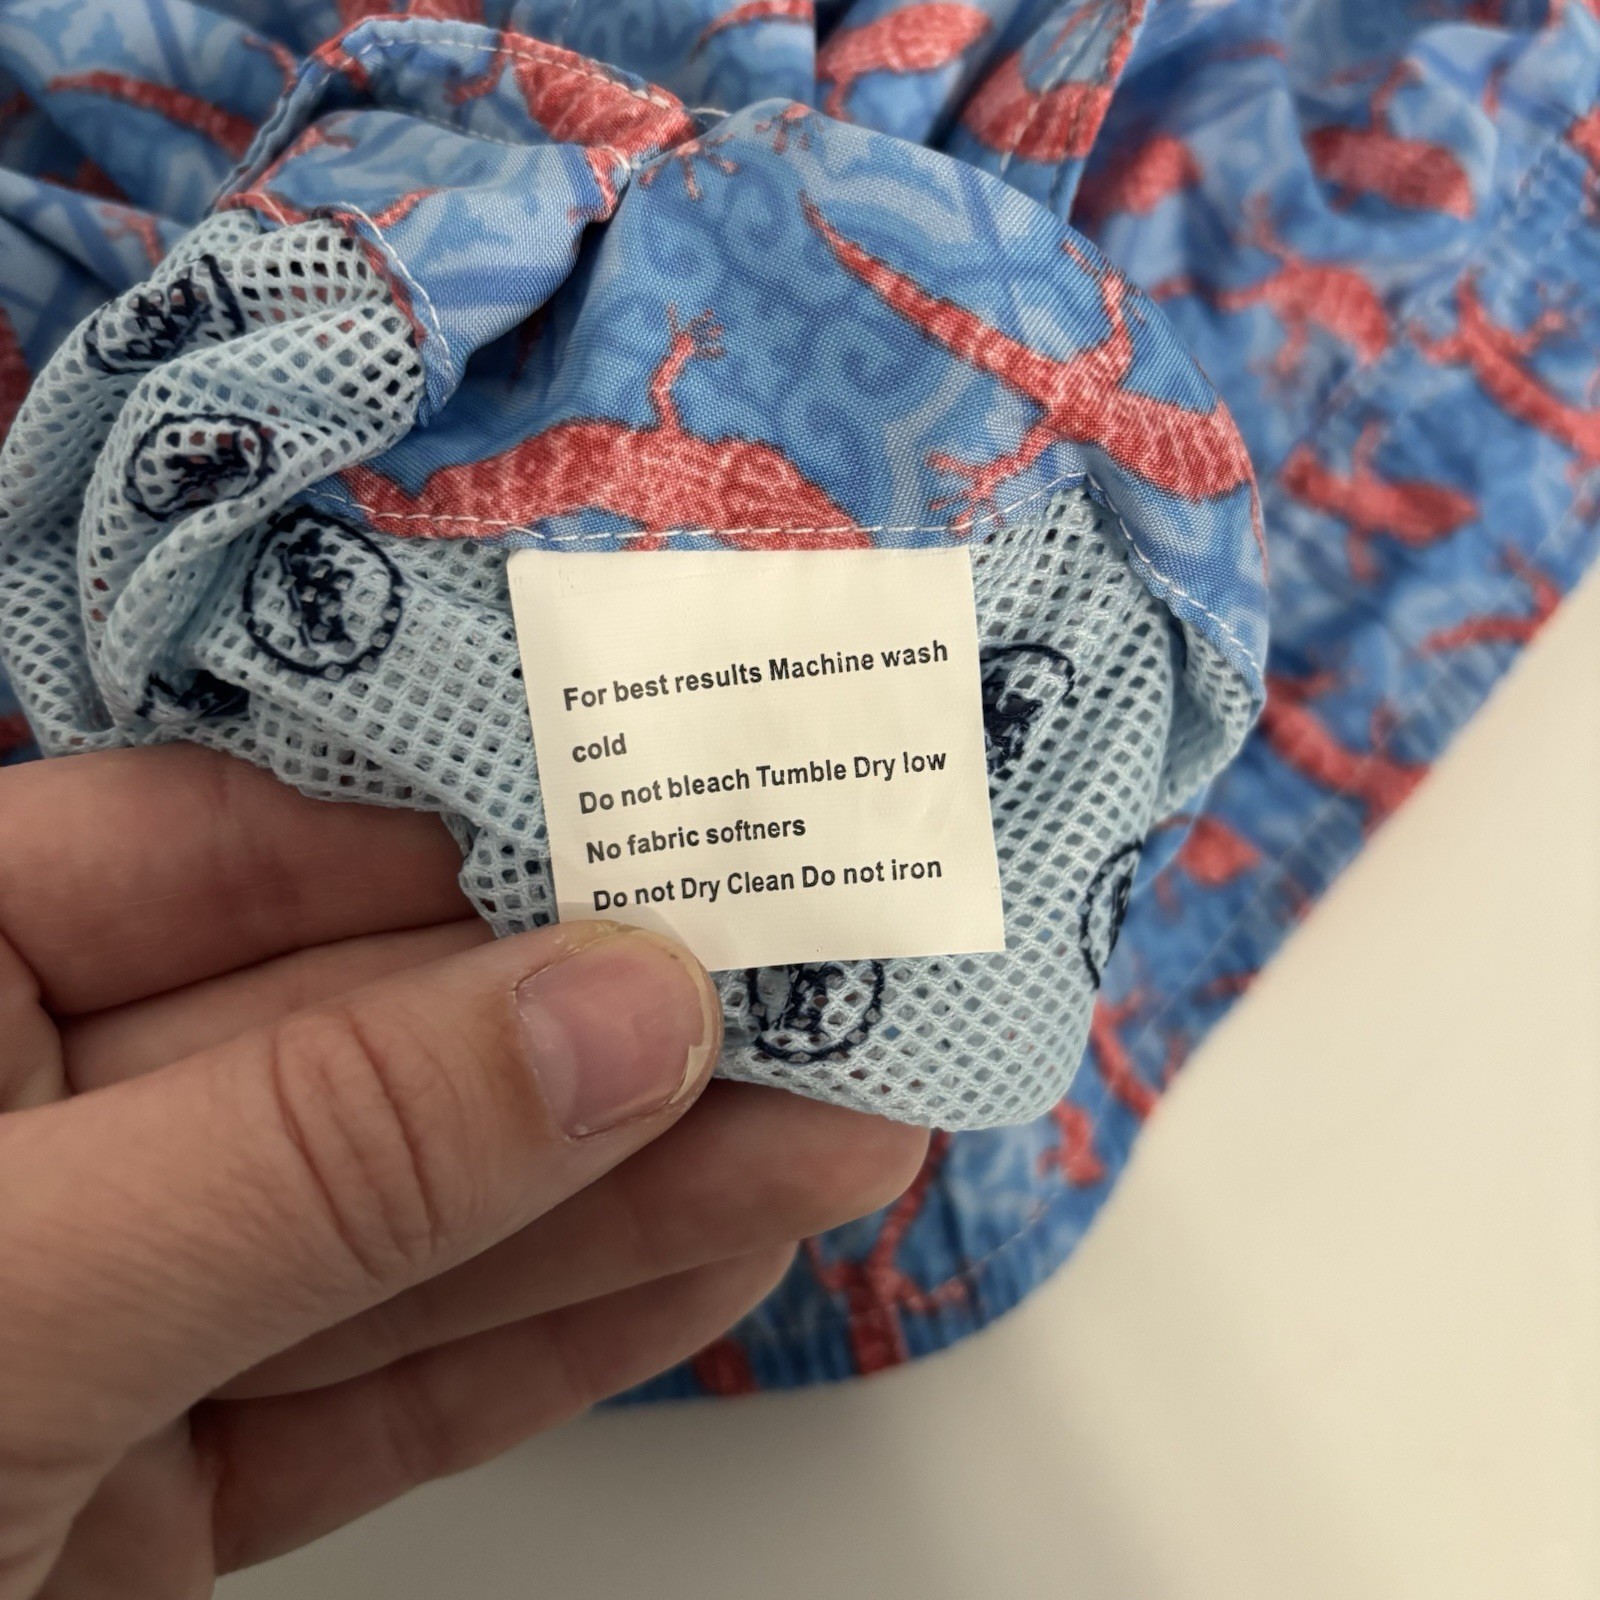 For best results Machine wash
cold
Do not bleach Tumble Dry low
No fabric softners
Do not Dry Clean Do not iron